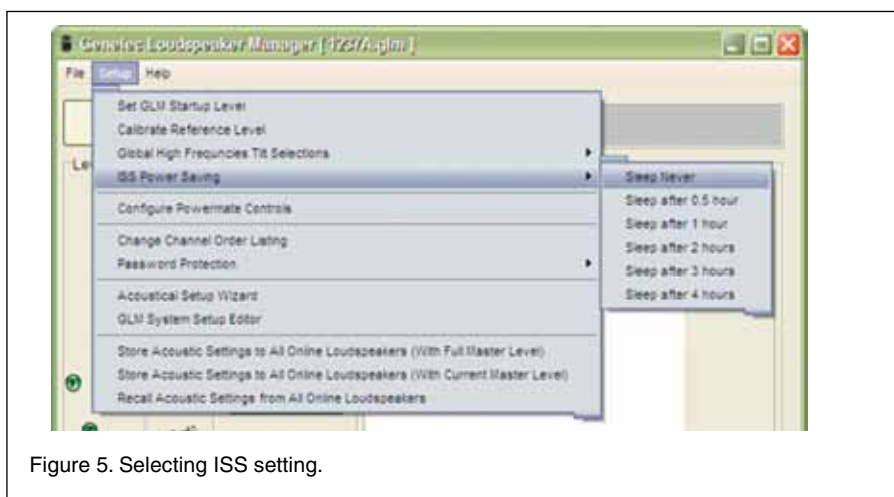 Genelec Loudspeaker Manager [1237A.glm]
File Setup Help
Set GLM Startup Level
Calibrate Reference Level
Global High Frequncies Tilt Selections
ISS Power Saving
Configure Powermate Controls
Change Channel Order Listing
Password Protection
Acoustical Setup Wizard
GLM System Setup Editor
Store Acoustic Settings to All Online Loudspeakers (With Full Master Level)
Store Acoustic Settings to All Online Loudspeakers (With Current Master Level)
Recall Acoustic Settings from All Online Loudspeakers
Sleep Never
Sleep after 0.5 hour
Sleep after 1 hour
Sleep after 2 hours
Sleep after 3 hours
Sleep after 4 hours
Figure 5. Selecting ISS setting.